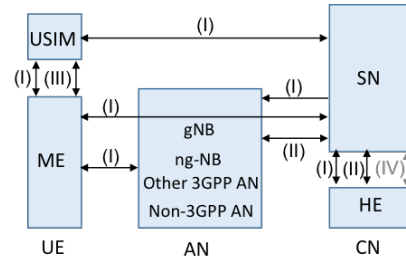 (I)
USIM
(I) (III)
SN
(I)
(I)
gNB
(II)
ME
(I)
ng-NB
Other 3GPP AN
Non-3GPP AN
(I) (II) (IV)
HE
UE
AN
CN